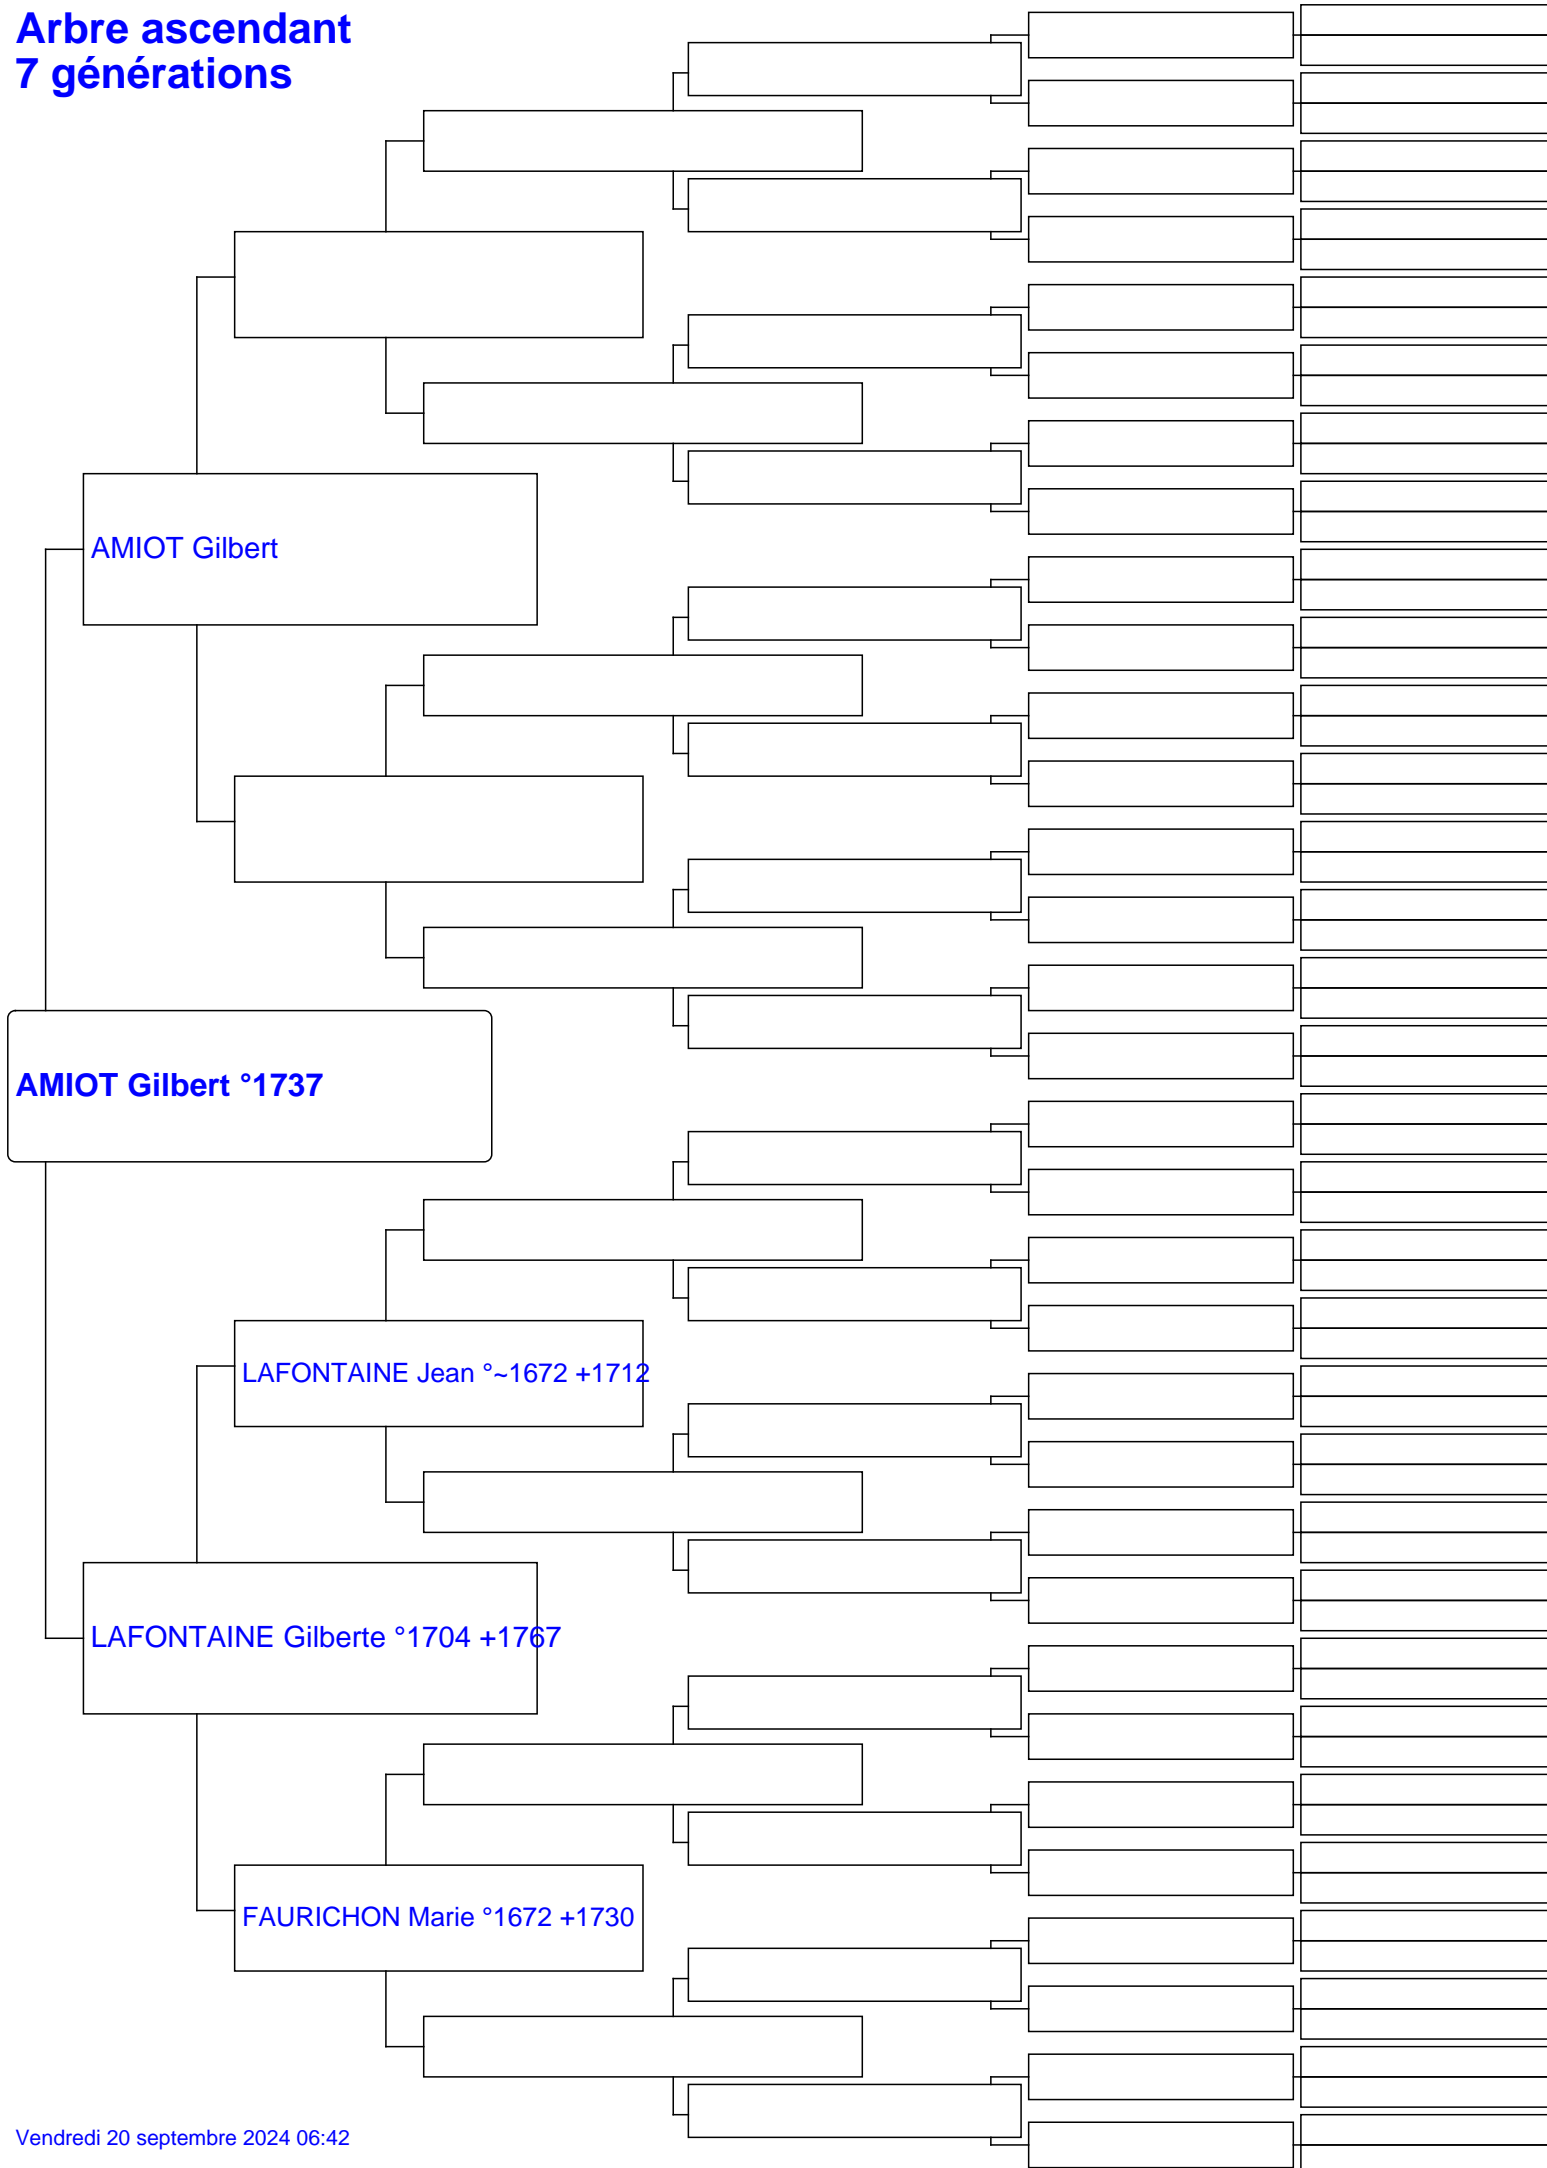 Arbre ascendant
7 générations
AMIOT Gilbert
AMIOT Gilbert °1737
LAFONTAINE Jean °~1672 +1712
LAFONTAINE Gilberte °1704 +1767
FAURICHON Marie °1672 +1730
Vendredi 20 septembre 2024 06:42